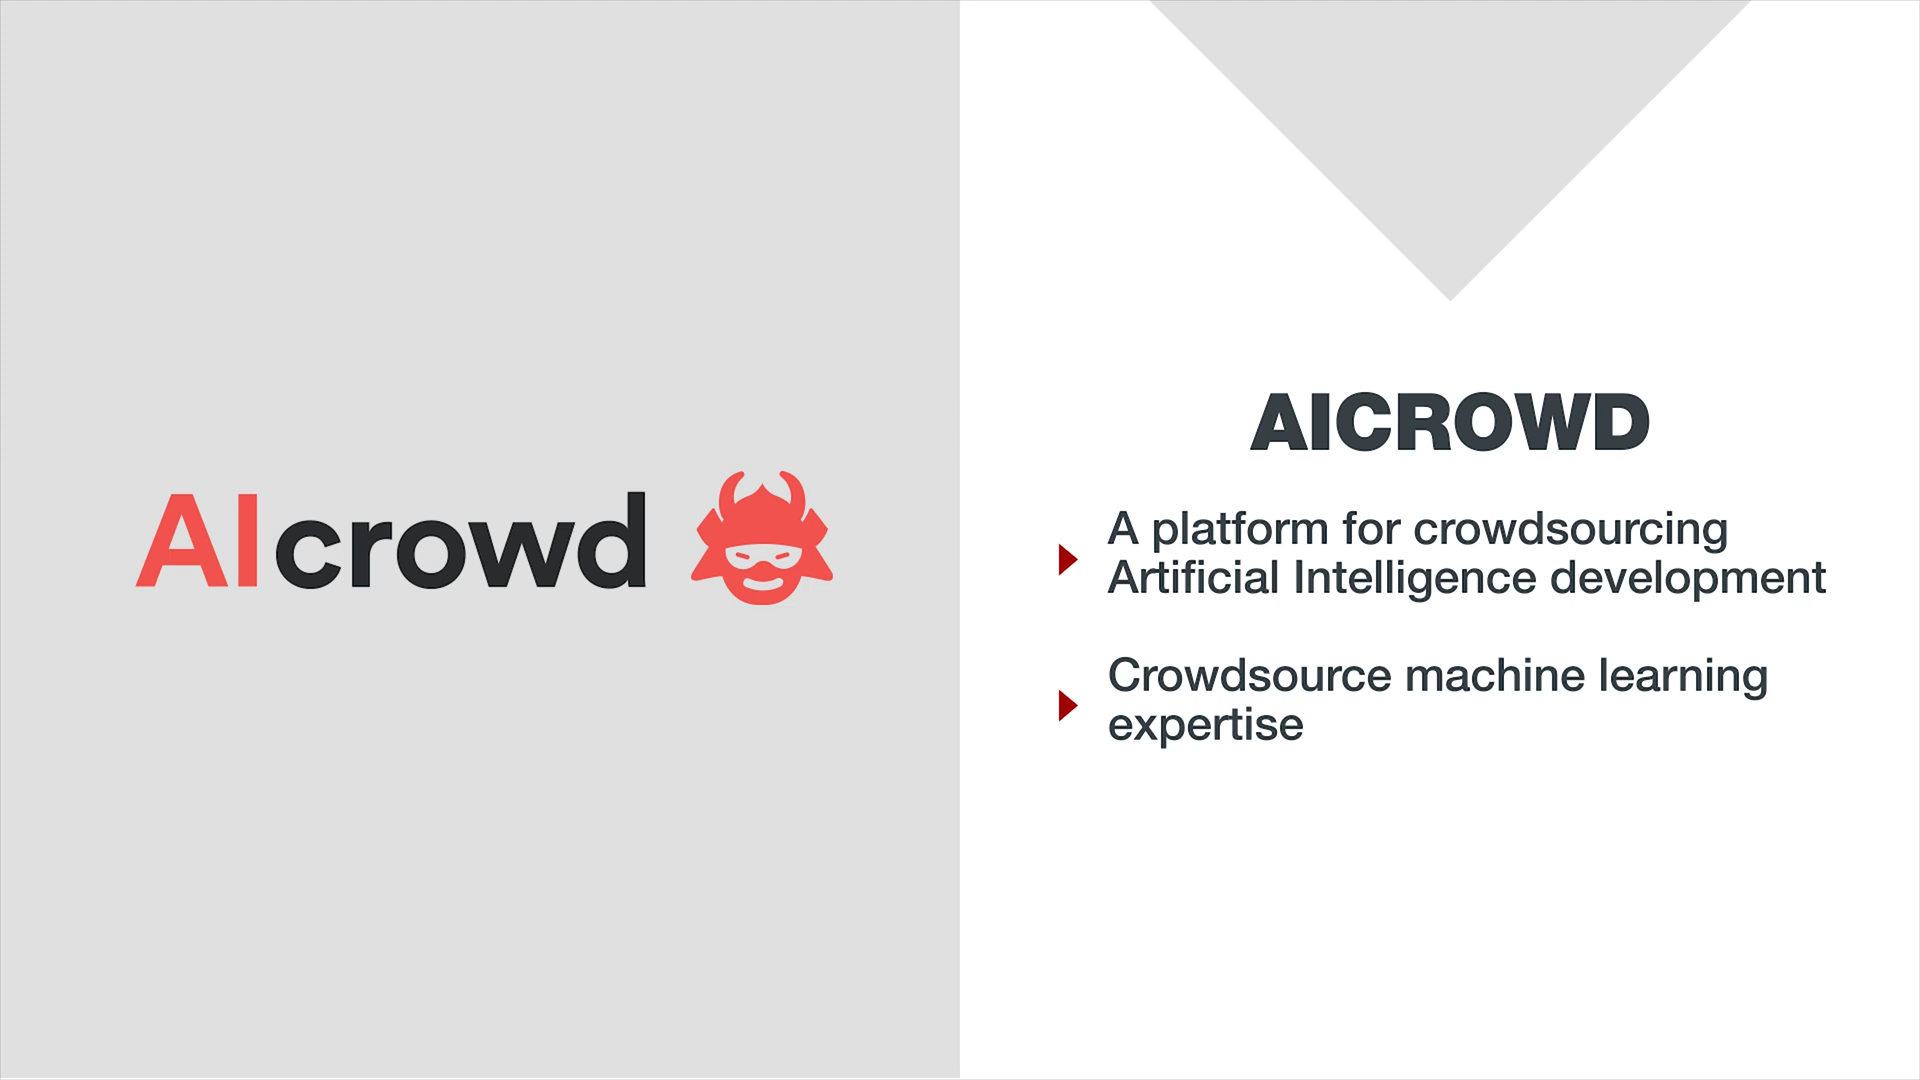 AIcrowd
AICROWD
A platform for crowdsourcing
Artificial Intelligence development
Crowdsource machine learning
expertise